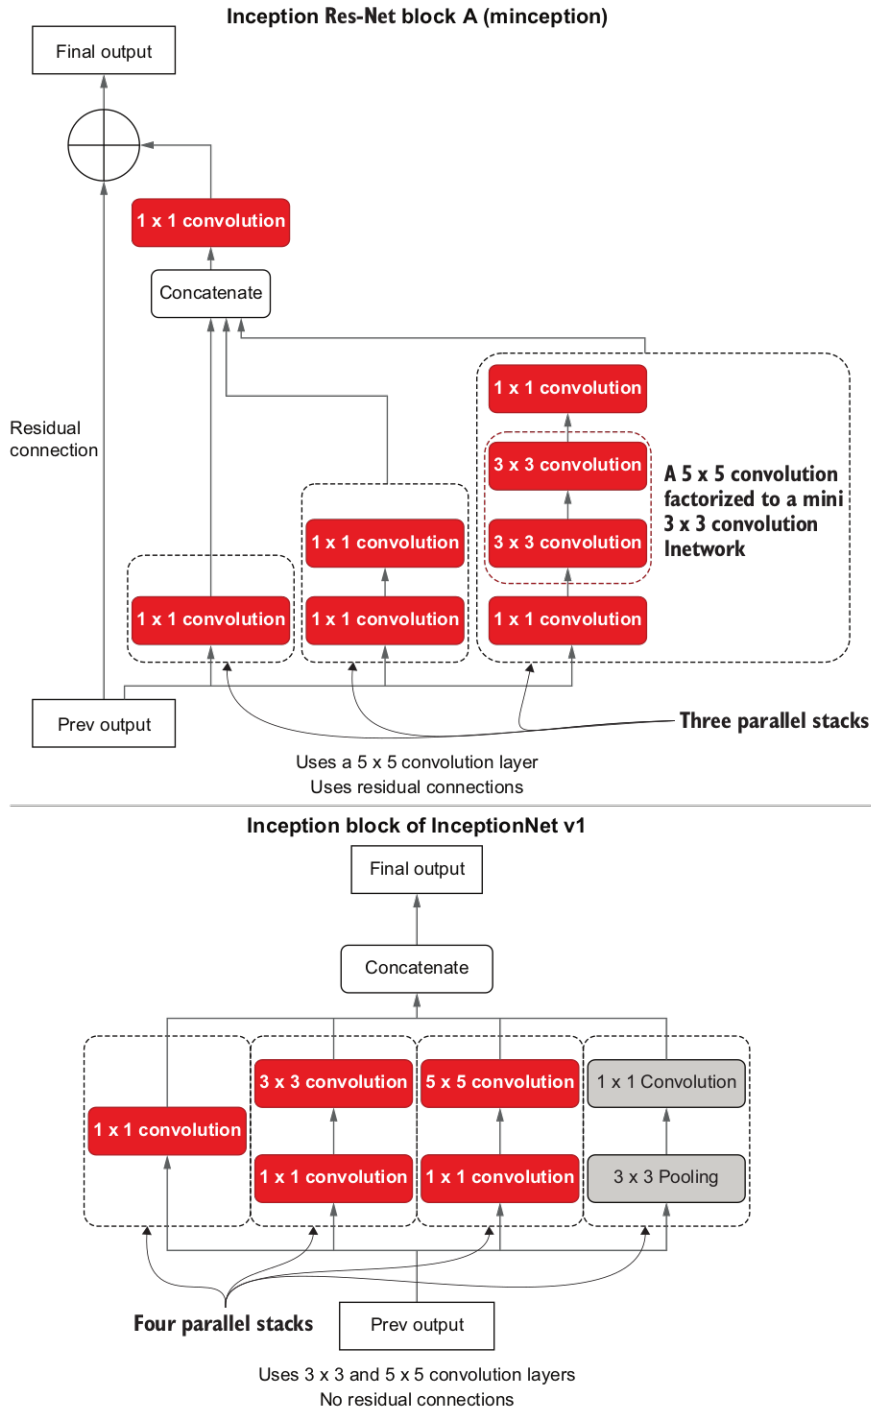 Inception Res-Net block A (minception)
Final output
1 x 1 convolution
Concatenate
1 x 1 convolution
Residual
connection
3 x 3 convolution
A 5 x 5 convolution
factorized to a mini
3 x 3 convolution
Inetwork
1 x 1 convolution
3 x 3 convolution
1 x 1 convolution
1 x 1 convolution
1 x 1 convolution
Prev output
Three parallel stacks
Uses a 5 x 5 convolution layer
Uses residual connections
Inception block of InceptionNet v1
Final output
Concatenate
3 x 3 convolution
5 x 5 convolution
1 x 1 Convolution
1 x 1 convolution
1 x 1 convolution
1 x 1 convolution
3 x 3 Pooling
Four parallel stacks
Prev output
Uses 3 x 3 and 5 x 5 convolution layers
No residual connections